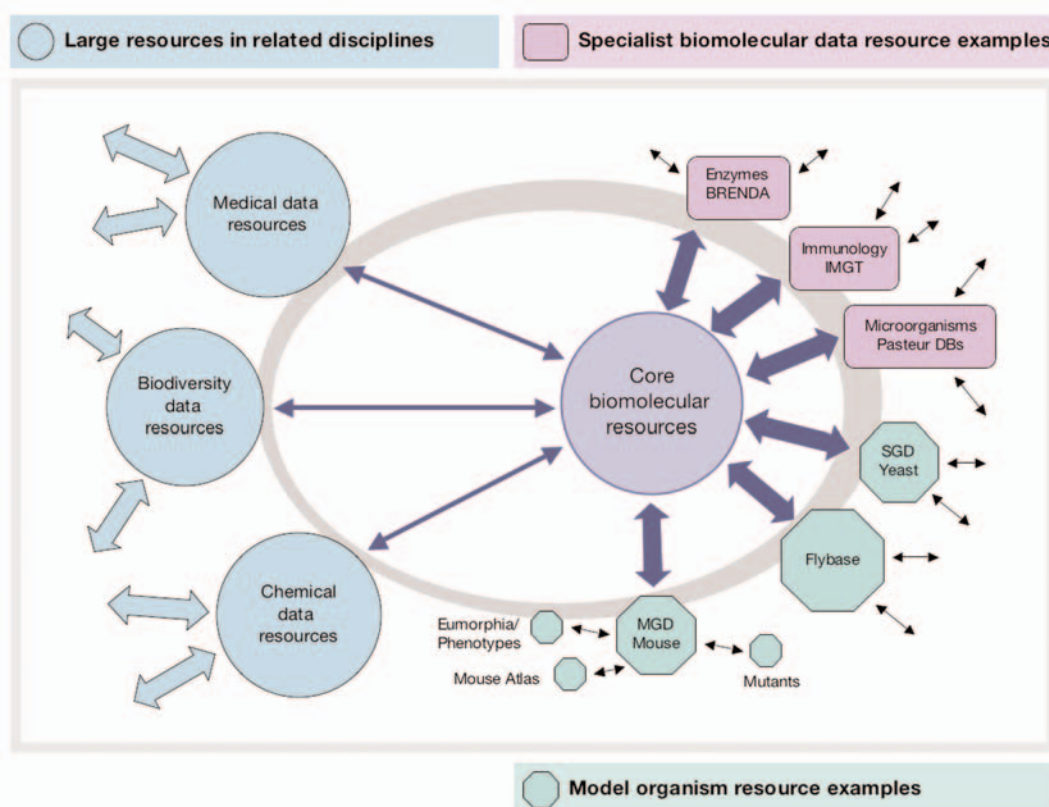 Large resources in related disciplines
Specialist biomolecular data resource examples
Medical data
resources
Enzymes
BRENDA
Immunology
IMGT
Microorganisms
Pasteur DBs
Biodiversity
data
resources
Core
biomolecular
resources
SGD
Yeast
Flybase
Chemical
data
resources
Eumorphia/
Phenotypes
MGD
Mouse
Mouse Atlas
Mutants
Model organism resource examples